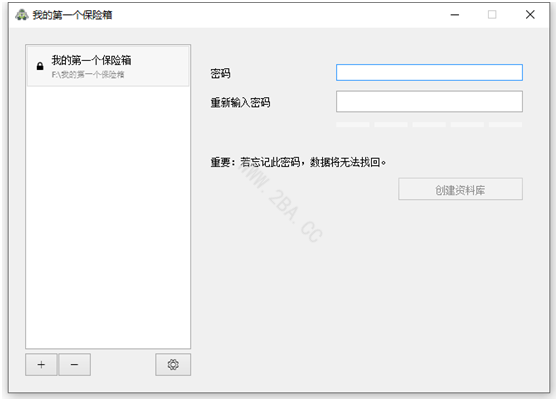 我的第一个保险箱
我的第一个保险箱
F:\我的第一个保险箱
密码
重新输入密码
重要：若忘记此密码，数据将无法找回。
创建资料库
WWW.2BA.CC